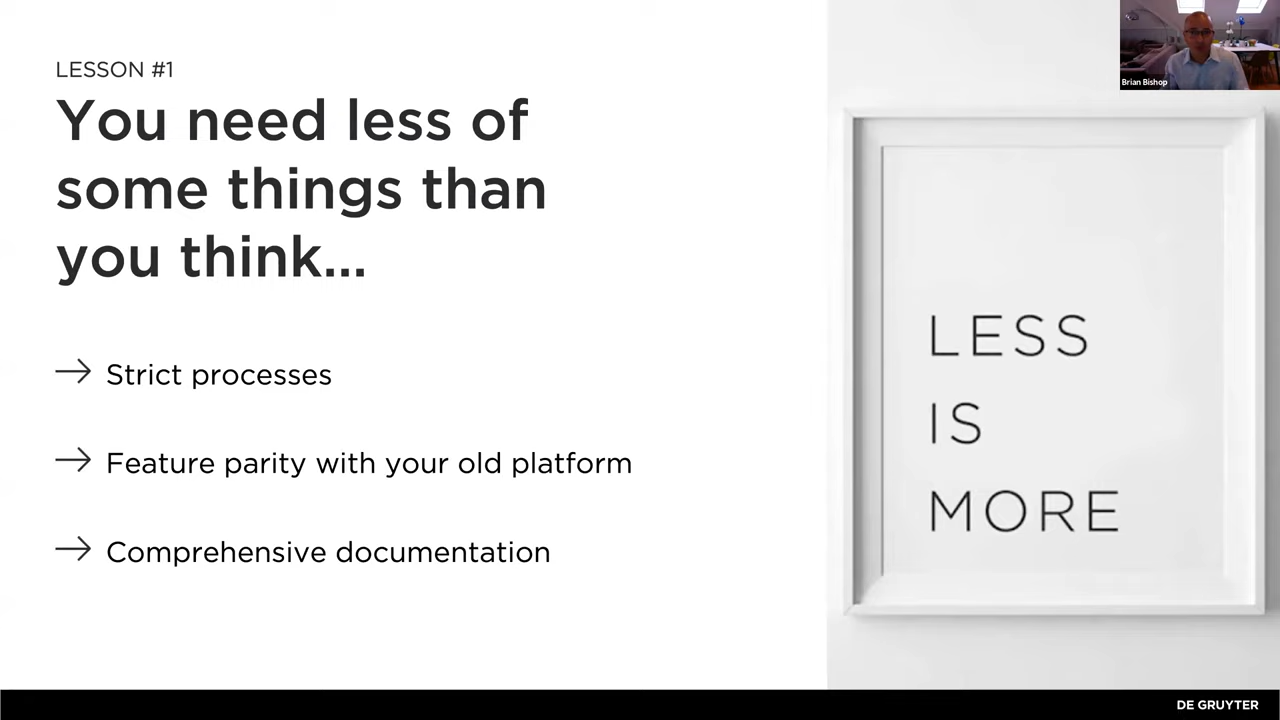 LESSON #1
You need less of
some things than
you think...
→ Strict processes
→ Feature parity with your old platform
→ Comprehensive documentation
LESS
IS
MORE
Brian Bishop
DE GRUYTER